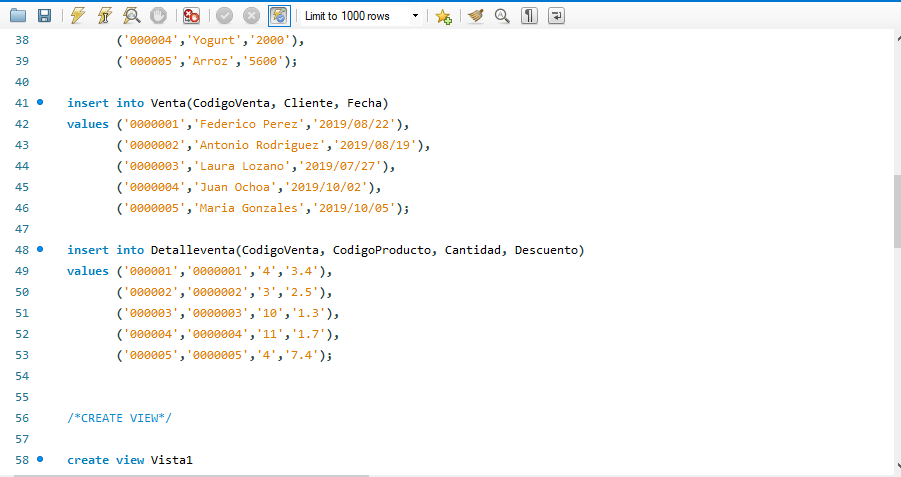 Limit to 1000 rows
38 ('000004','Yogurt','2000'),
39 ('000005','Arroz','5600');
40
41 insert into Venta(CodigoVenta, Cliente, Fecha)
42 values ('0000001','Federico Perez','2019/08/22'),
43 ('0000002','Antonio Rodriguez','2019/08/19'),
44 ('0000003','Laura Lozano','2019/07/27'),
45 ('0000004','Juan Ochoa','2019/10/02'),
46 ('0000005','Maria Gonzales','2019/10/05');
47
48 insert into Detalleventa(CodigoVenta, CodigoProducto, Cantidad, Descuento)
49 values ('000001','0000001','4','3.4'),
50 ('000002','0000002','3','2.5'),
51 ('000003','0000003','10','1.3'),
52 ('000004','0000004','11','1.7'),
53 ('000005','0000005','4','7.4');
54
55
56 /*CREATE VIEW*/
57
58 create view Vista1